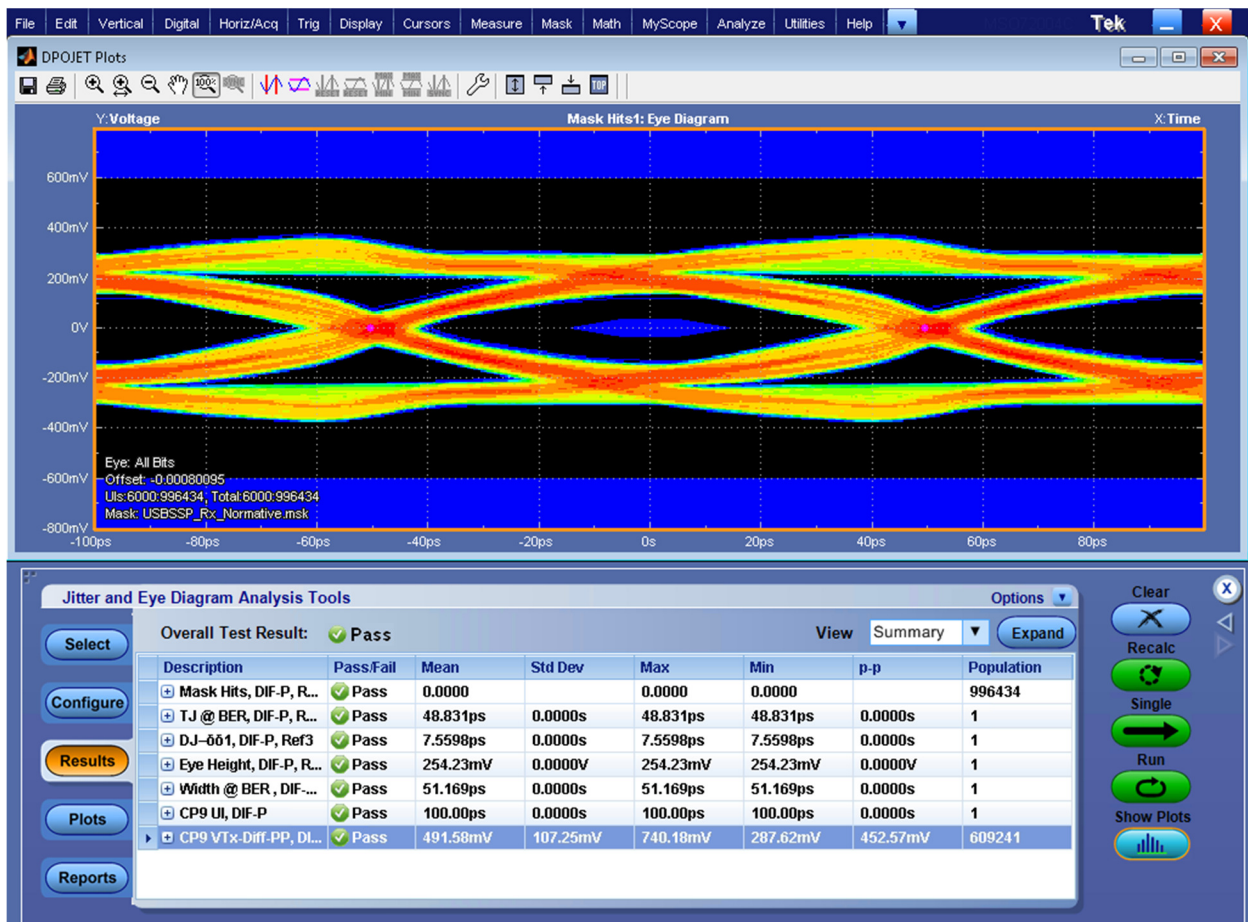 File Edit Vertical Digital Horiz/Acq Trig Display Cursors Measure Mask Math MyScope Analyze Utilities Help Tek X
DPOJET Plots
100% RESET RESET SYNC TOP
Y:Voltage Mask Hits1: Eye Diagram X:Time
600mV
400mV
200mV
0V
-200mV
-400mV
-600mV
-800mV
Eye: All Bits
Offset: -0.00080095
UIs:6000:996434, Total:6000:996434
Mask: USBSSP_Rx_Normative.msk
-100ps -80ps -60ps -40ps -20ps 0s 20ps 40ps 60ps 80ps
Jitter and Eye Diagram Analysis Tools Options
Select
Configure
Results
Plots
Reports
Overall Test Result: Pass View Summary Expand
Description Pass/Fail Mean Std Dev Max Min p-p Population
Mask Hits, DIF-P, R... Pass 0.0000 0.0000 0.0000 996434
TJ @ BER, DIF-P, R... Pass 48.831ps 0.0000s 48.831ps 48.831ps 0.0000s 1
DJ–δδ1, DIF-P, Ref3 Pass 7.5598ps 0.0000s 7.5598ps 7.5598ps 0.0000s 1
Eye Height, DIF-P, R... Pass 254.23mV 0.0000V 254.23mV 254.23mV 0.0000V 1
Width @ BER , DIF-... Pass 51.169ps 0.0000s 51.169ps 51.169ps 0.0000s 1
CP9 UI, DIF-P Pass 100.00ps 0.0000s 100.00ps 100.00ps 0.0000s 1
CP9 VTx-Diff-PP, DI... Pass 491.58mV 107.25mV 740.18mV 287.62mV 452.57mV 609241
Clear
X
Recalc
Single
Run
Show Plots